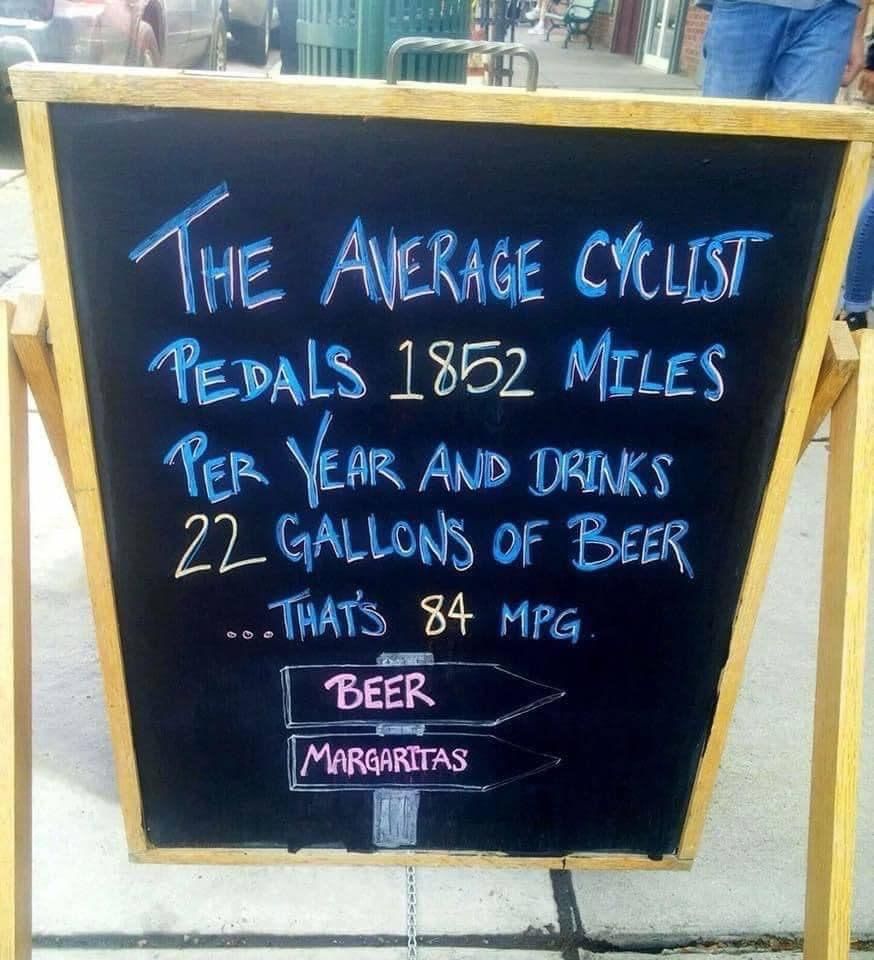 THE AVERAGE CYCLIST
PEDALS 1852 MILES
PER YEAR AND DRINKS
22 GALLONS OF BEER
...THAT'S 84 MPG.
BEER
MARGARITAS